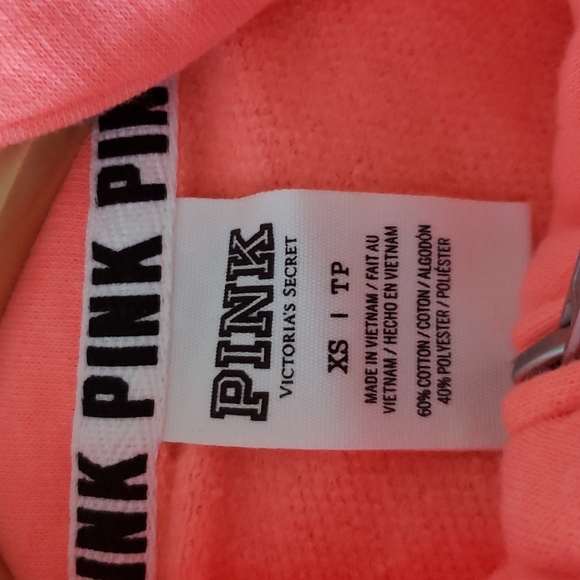 PINK PINK PINK
PINK
VICTORIA'S SECRET
XS | TP
MADE IN VIETNAM / FAIT AU
VIETNAM / HECHO EN VIETNAM
60% COTTON / COTON / ALGODÓN
40% POLYESTER / POLIÉSTER